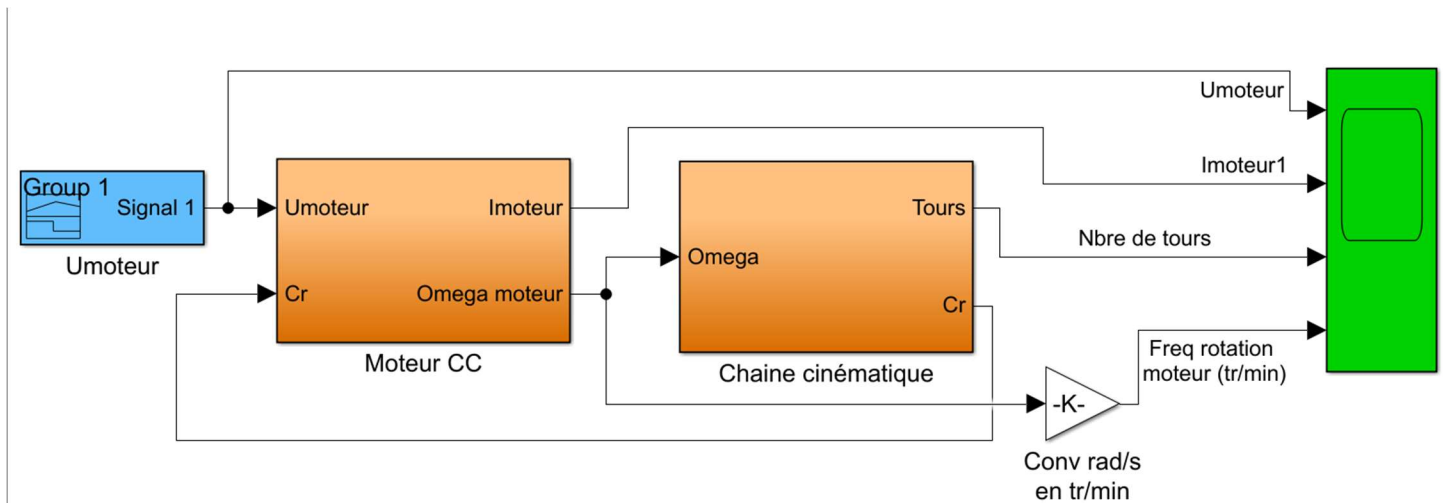 Umoteur
Imoteur1
Group 1
Signal 1
Umoteur
Umoteur
Imoteur
Cr
Omega moteur
Moteur CC
Tours
Omega
Cr
Chaine cinématique
Nbre de tours
Freq rotation
moteur (tr/min)
-K-
Conv rad/s
en tr/min